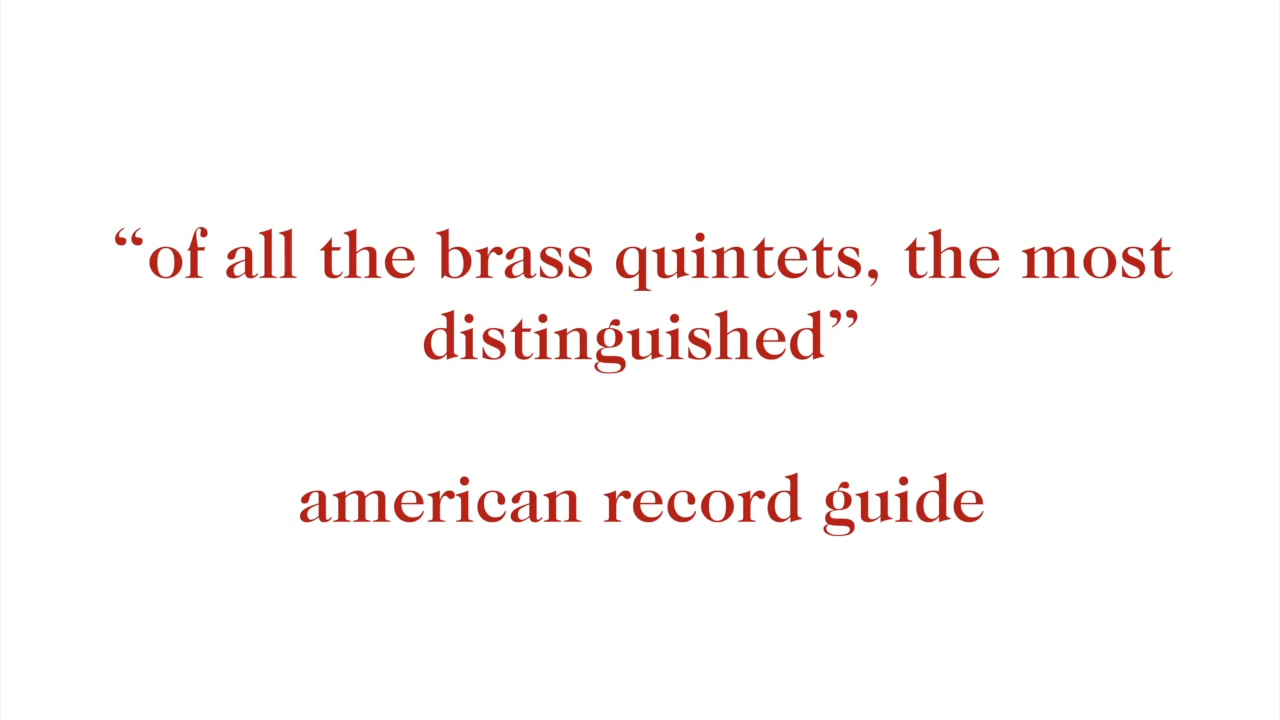 “of all the brass quintets, the most
distinguished”
american record guide